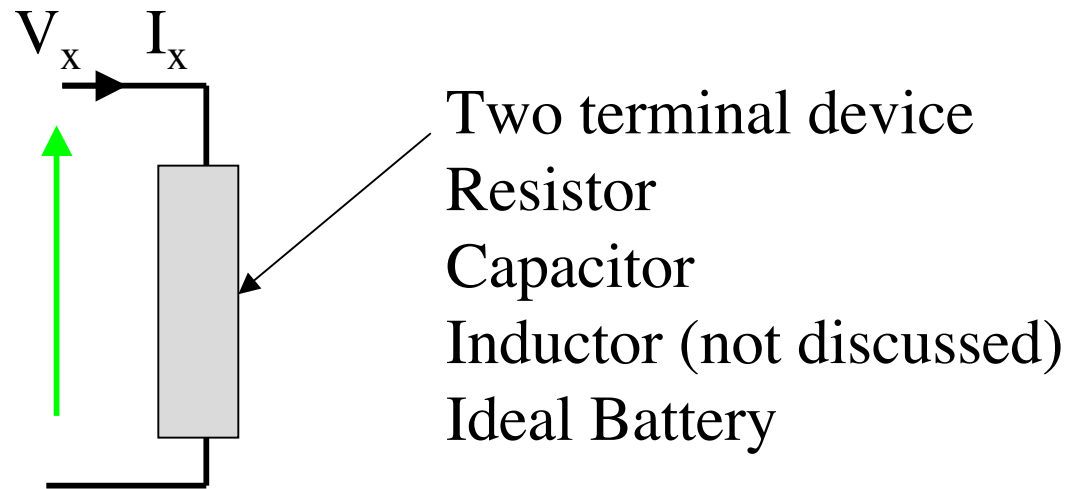 Vx Ix
Two terminal device
Resistor
Capacitor
Inductor (not discussed)
Ideal Battery